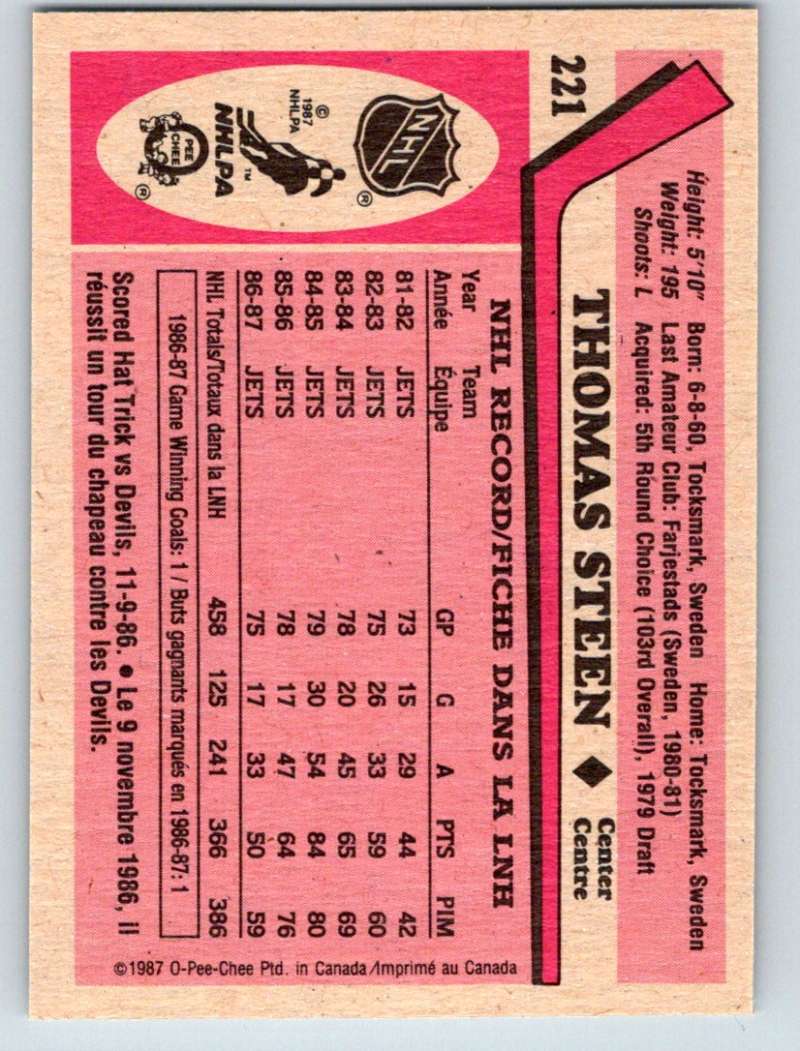 221
Height: 5'10" Born: 6-8-60, Tocksmark, Sweden Home: Tocksmark, Sweden
Weight: 195 Last Amateur Club: Farjestads (Sweden, 1980-81)
Shoots: L Acquired: 5th Round Choice (103rd Overall), 1979 Draft
THOMAS STEEN ◆ Center
Centre
NHL
®
© 1987 NHLPA
NHLPA
™
O PEE CHEE
®
NHL RECORD/FICHE DANS LA LNH
Year Team GP G A PTS PIM
Année Équipe
81-82 JETS 73 15 29 44 42
82-83 JETS 75 26 33 59 60
83-84 JETS 78 20 45 65 69
84-85 JETS 79 30 54 84 80
85-86 JETS 78 17 47 64 76
86-87 JETS 75 17 33 50 59
NHL Totals/Totaux dans la LNH 458 125 241 366 386
1986-87 Game Winning Goals: 1 / Buts gagnants marqués en 1986-87: 1
Scored Hat Trick vs Devils, 11-9-86. ● Le 9 novembre 1986, il
réussit un tour du chapeau contre les Devils.
©1987 O-Pee-Chee Ptd. in Canada/Imprimé au Canada